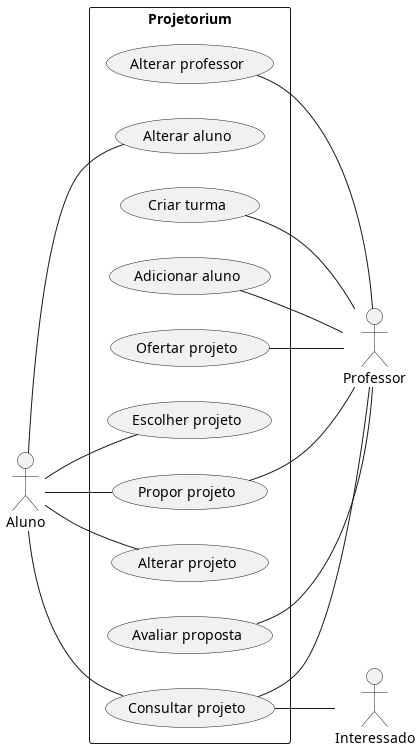 Projetorium
Alterar professor
Alterar aluno
Criar turma
Adicionar aluno
Ofertar projeto
Professor
Escolher projeto
Propor projeto
Aluno
Alterar projeto
Avaliar proposta
Consultar projeto
Interessado